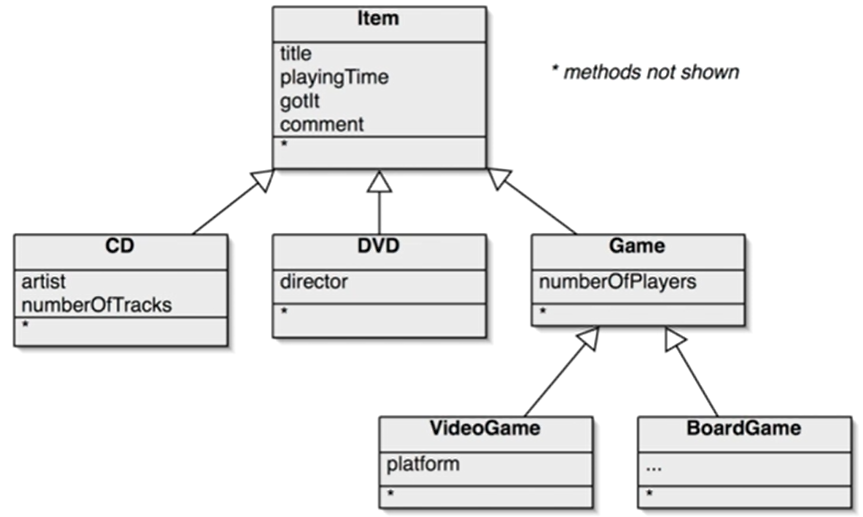 Item
title
playingTime
gotIt
comment
*
* methods not shown
CD
artist
numberOfTracks
*
DVD
director
*
Game
numberOfPlayers
*
VideoGame
platform
*
BoardGame
...
*